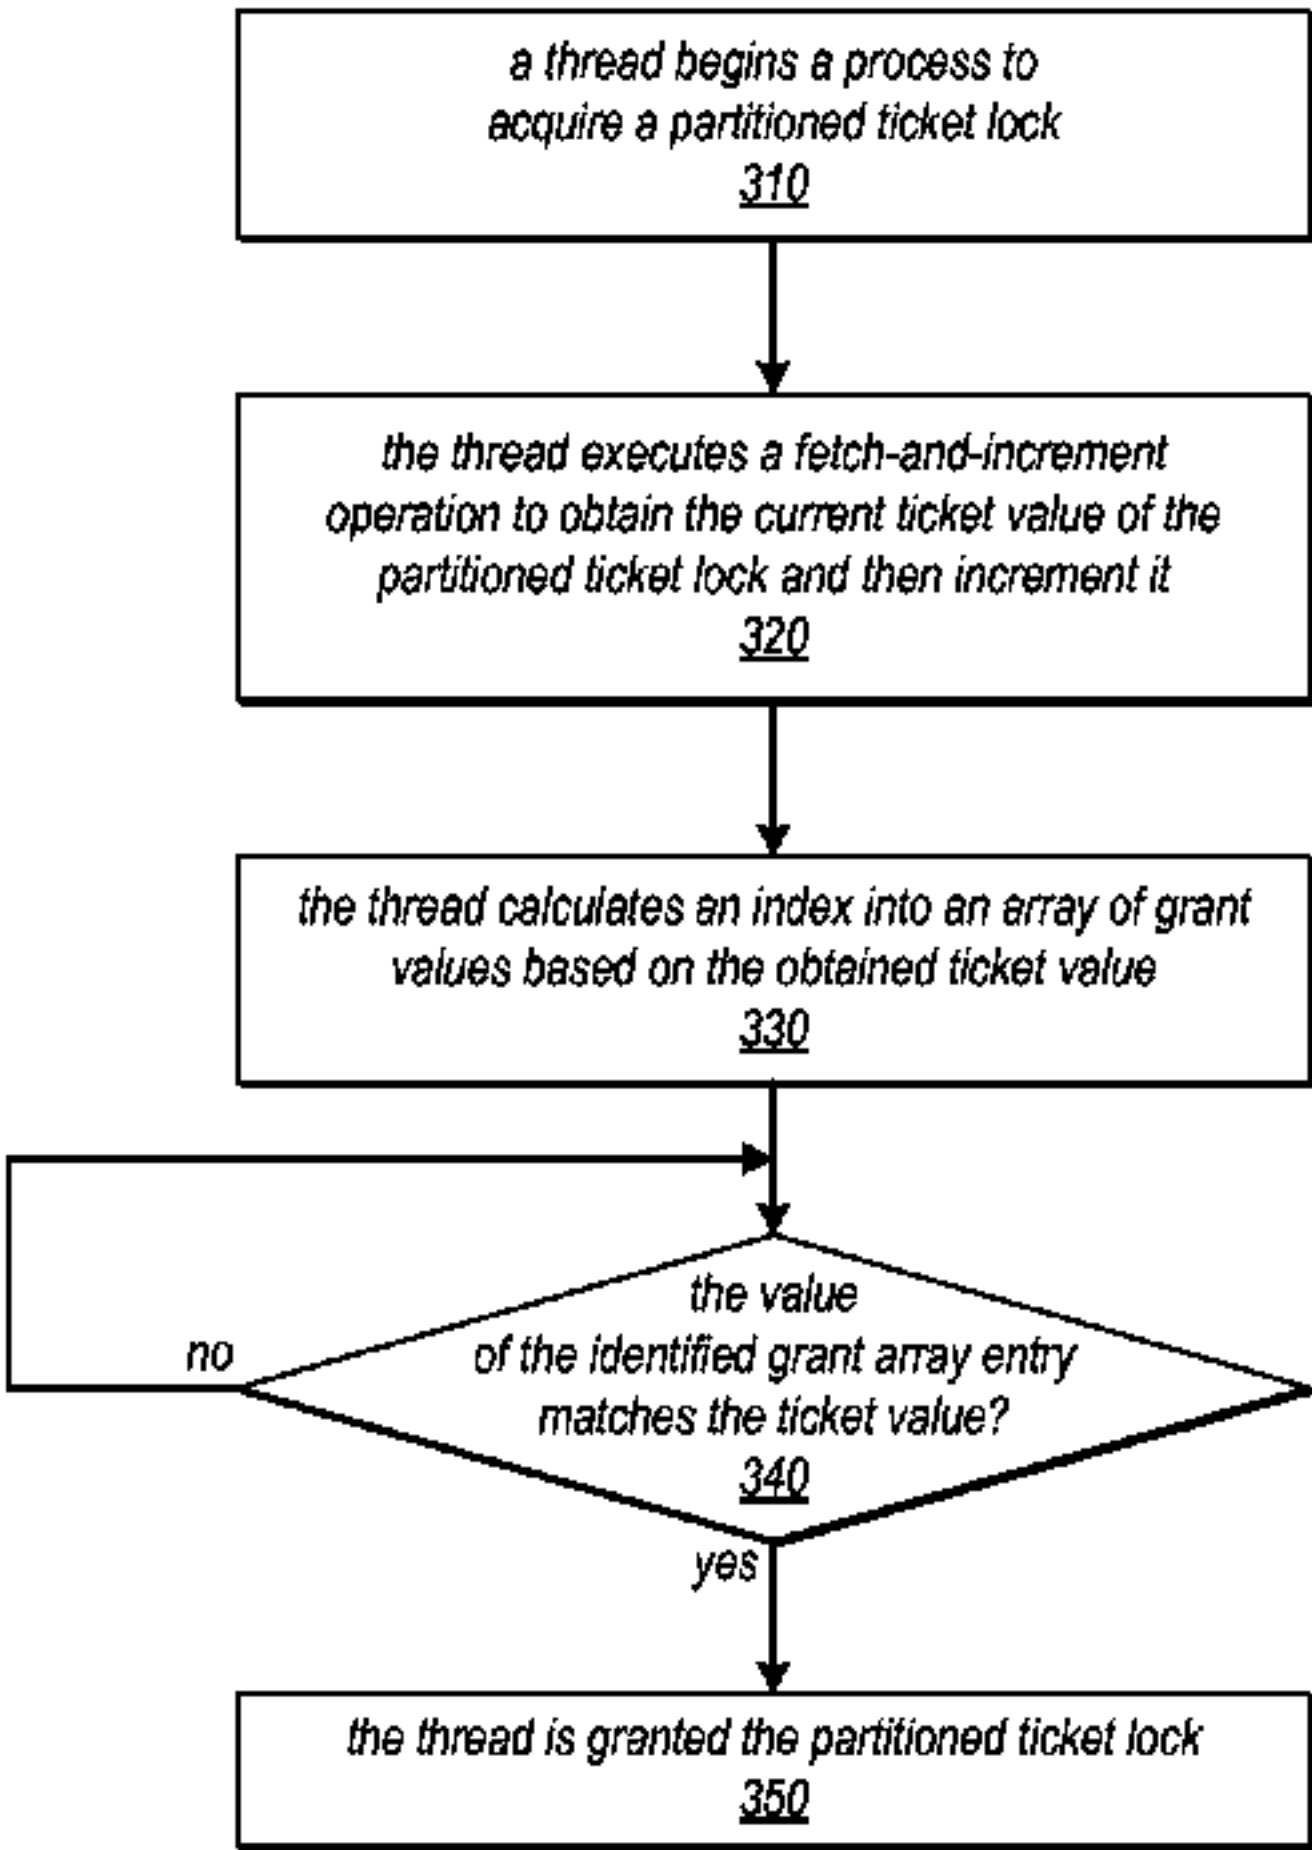 a thread begins a process to
acquire a partitioned ticket lock
310
the thread executes a fetch-and-increment
operation to obtain the current ticket value of the
partitioned ticket lock and then increment it
320
the thread calculates an index into an array of grant
values based on the obtained ticket value
330
the value
of the identified grant array entry
matches the ticket value?
340
no
yes
the thread is granted the partitioned ticket lock
350